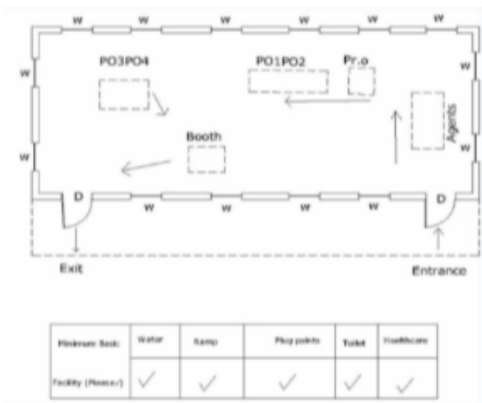 W W W W W
PO3PO4 PO1PO2 Pr.o
W
Agents
Booth
W W
D D
W W W W
Exit Entrance
Minimum Basic Water Ramp Plug points Toilet Healthcare
Facility (Please✓) ✓ ✓ ✓ ✓ ✓